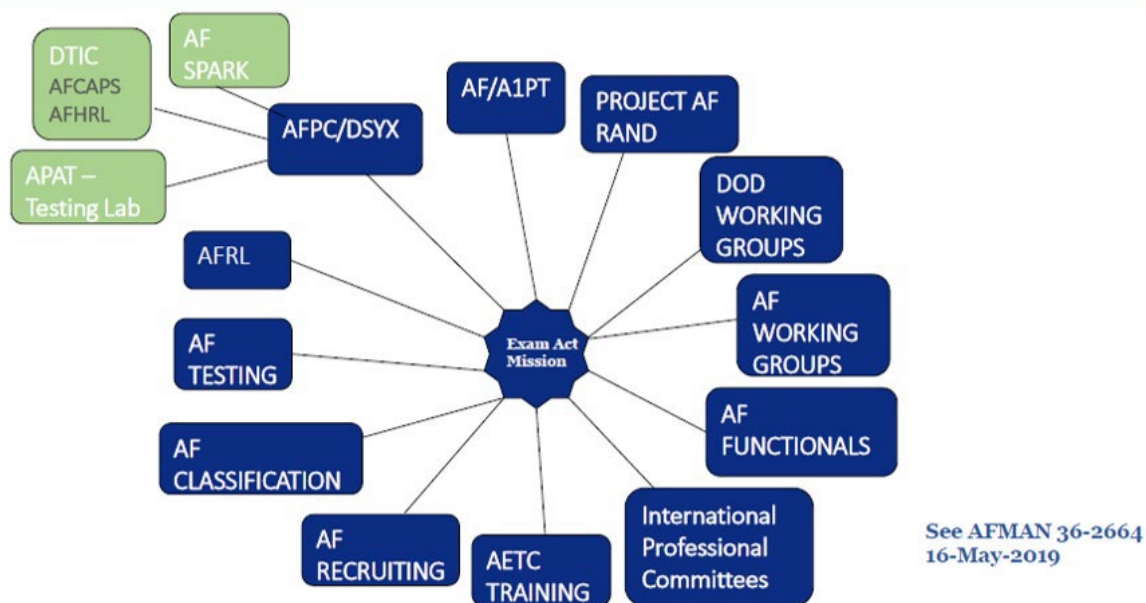 DTIC
AFCAPS
AFHRL
AF
SPARK
APAT –
Testing Lab
AFPC/DSYX
AF/A1PT
PROJECT AF
RAND
DOD
WORKING
GROUPS
AFRL
AF
WORKING
GROUPS
Exam Act
Mission
AF
TESTING
AF
FUNCTIONALS
AF
CLASSIFICATION
AF
RECRUITING
AETC
TRAINING
International
Professional
Committees
See AFMAN 36-2664
16-May-2019